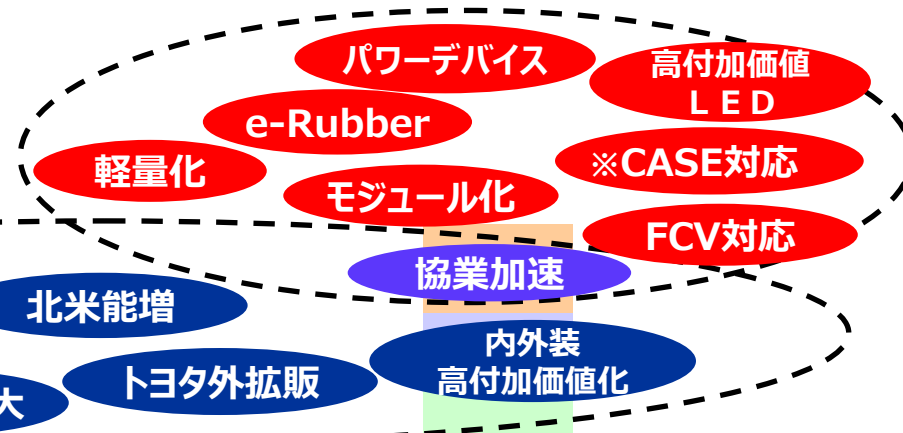 パワーデバイス
高付加価値
ＬＥＤ
e-Rubber
※CASE対応
軽量化
モジュール化
FCV対応
協業加速
北米能増
内外装
高付加価値化
トヨタ外拡販
大